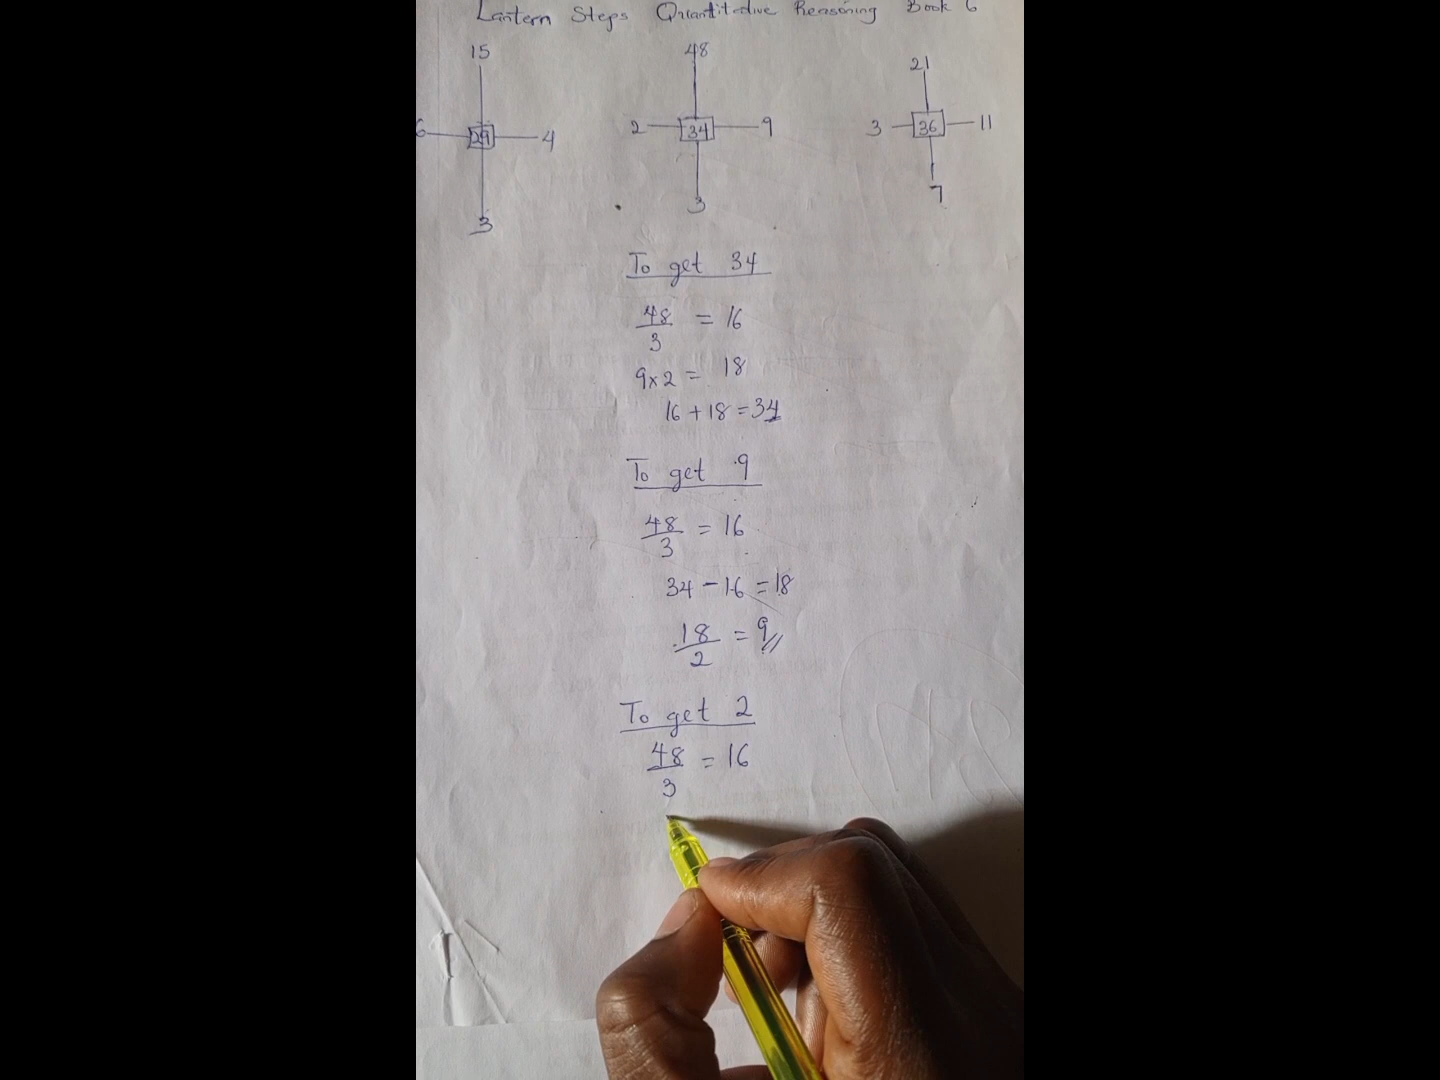 Lantern Steps Quantitative Reasoning Book 6
15 48 21
6 29 4 2 34 9 3 36 11
3 3 7
To get 34
48/3 = 16
9x2 = 18
16 + 18 = 34
To get 9
48/3 = 16
34 - 16 = 18
18/2 = 9
To get 2
48/3 = 16